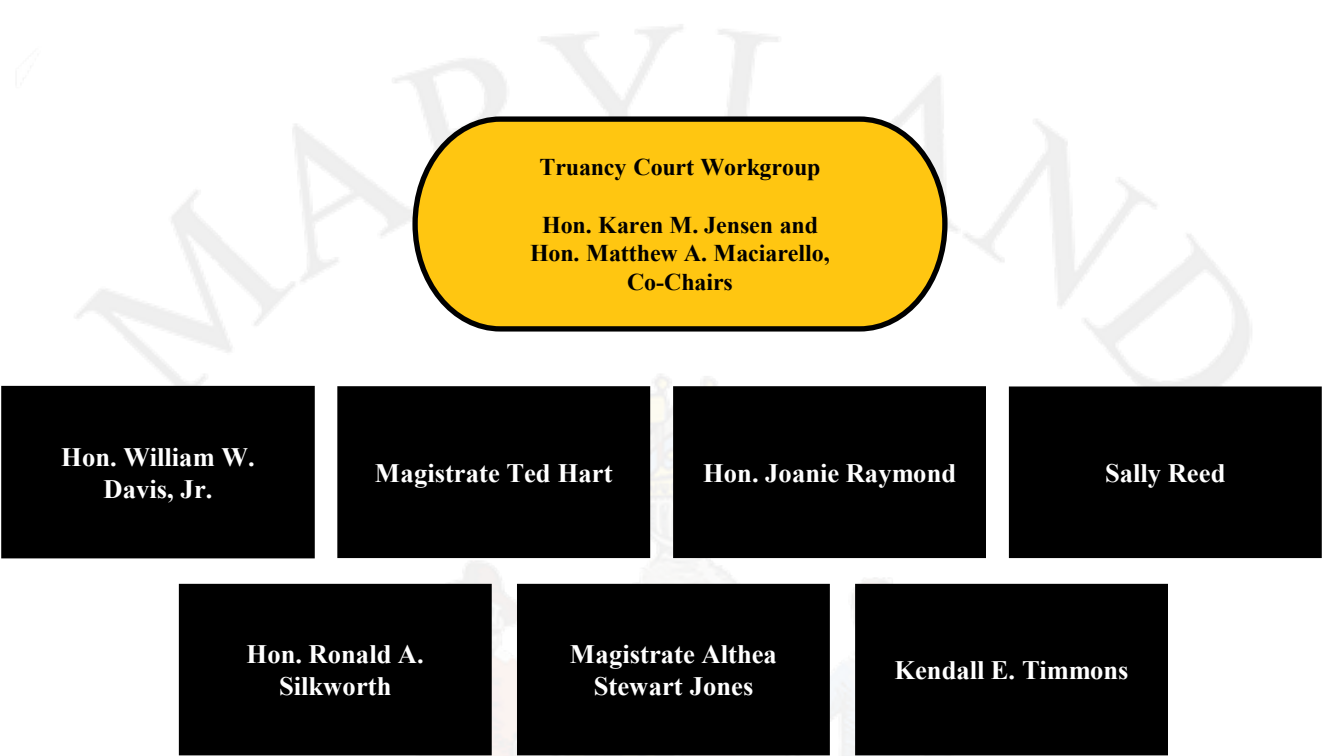 MARYLAND
Truancy Court Workgroup
Hon. Karen M. Jensen and
Hon. Matthew A. Maciarello,
Co-Chairs
Hon. William W.
Davis, Jr.
Magistrate Ted Hart
Hon. Joanie Raymond
Sally Reed
Hon. Ronald A.
Silkworth
Magistrate Althea
Stewart Jones
Kendall E. Timmons